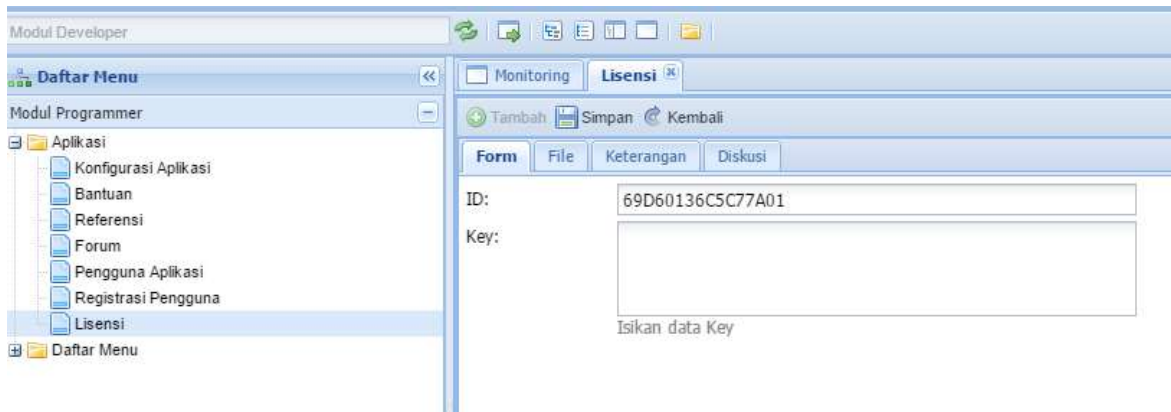 Modul Developer
Daftar Menu
Modul Programmer
Aplikasi
Konfigurasi Aplikasi
Bantuan
Referensi
Forum
Pengguna Aplikasi
Registrasi Pengguna
Lisensi
Daftar Menu
Monitoring Lisensi
Tambah Simpan Kembali
Form File Keterangan Diskusi
ID: 69D60136C5C77A01
Key:
Isikan data Key